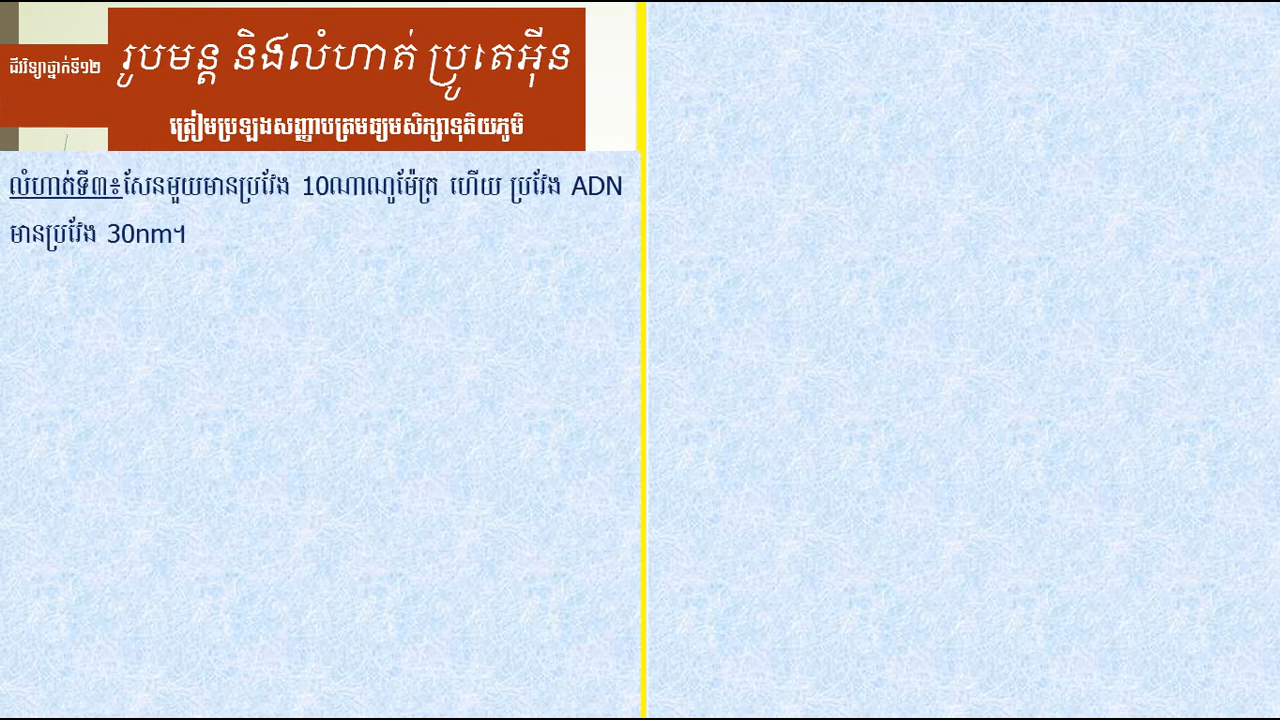 រូបមន្ត និងលំហាត់ ប្រូតេអ៊ីន
ជីវវិទ្យាថ្នាក់ទី១២
ត្រៀមប្រឡងសញ្ញាបត្រមធ្យមសិក្សាទុតិយភូមិ
លំហាត់ទី៣៖សែនមួយមានប្រវែង 10ណាណូម៉ែត្រ ហើយ ប្រវែង ADN
មានប្រវែង 30nm។